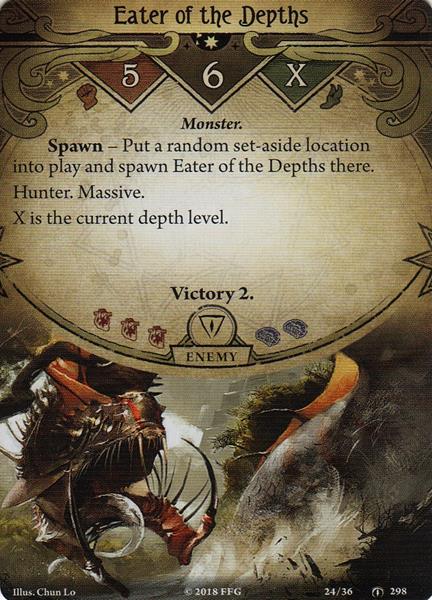 Eater of the Depths
5 6 X
Monster.
Spawn – Put a random set-aside location
into play and spawn Eater of the Depths there.
Hunter. Massive.
X is the current depth level.
Victory 2.
ENEMY
Illus. Chun Lo © 2018 FFG 24/36 298